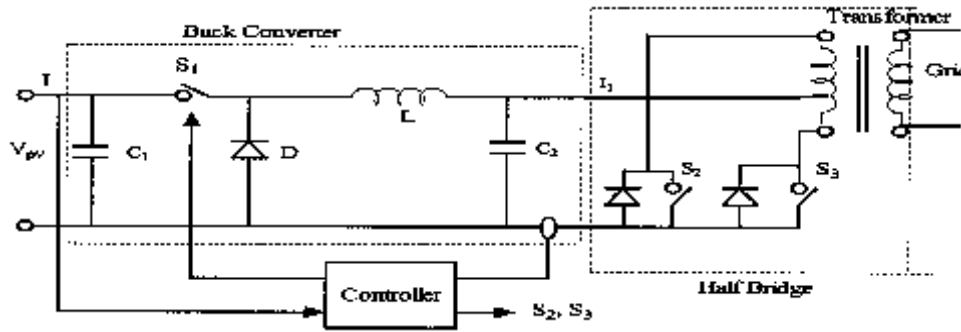 Buck Converter
Transformer
S1
I
I1
Grid
L
Vpv
C1
D
C2
S2
S3
Controller
S2, S3
Half Bridge